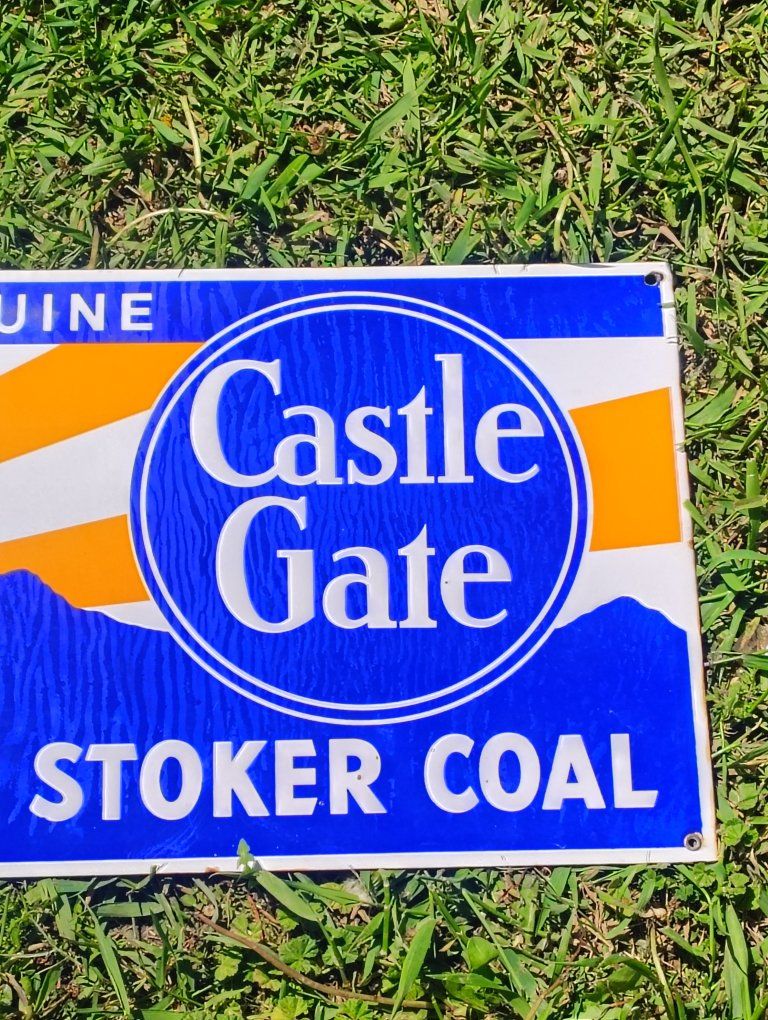 UINE
Castle
Gate
STOKER COAL